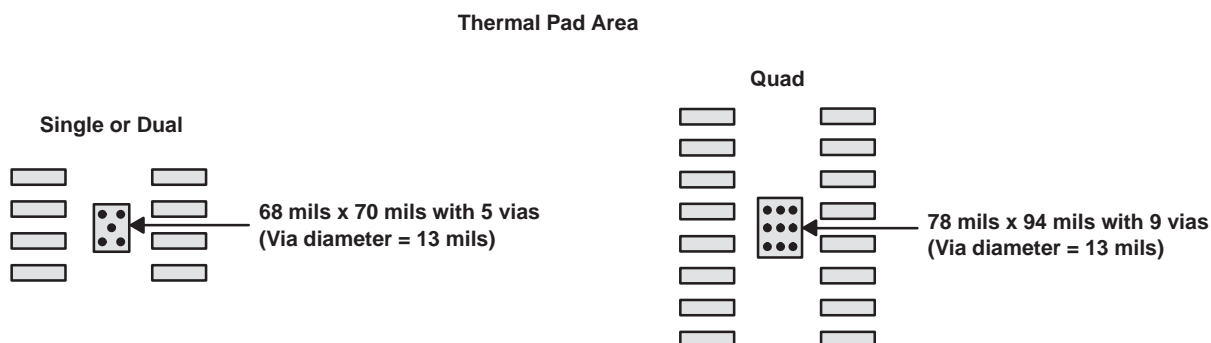 Thermal Pad Area
Single or Dual
68 mils x 70 mils with 5 vias
(Via diameter = 13 mils)
Quad
78 mils x 94 mils with 9 vias
(Via diameter = 13 mils)